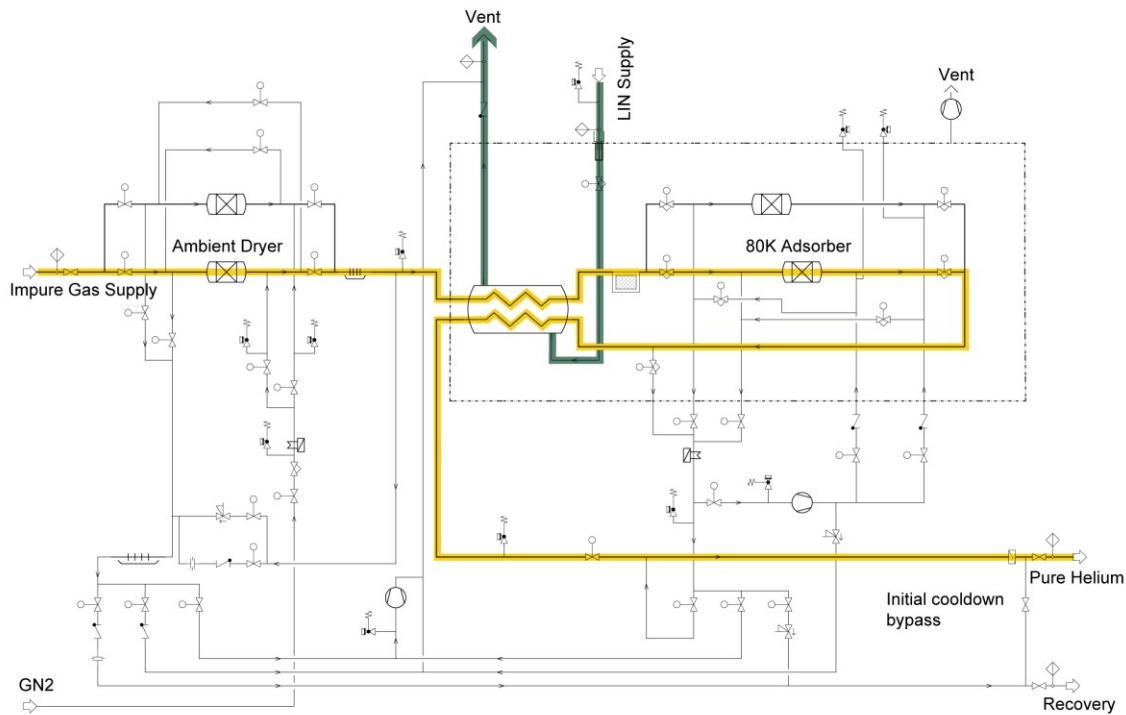 Vent
LIN Supply
Vent
Ambient Dryer
80K Adsorber
Impure Gas Supply
Pure Helium
Initial cooldown
bypass
GN2
Recovery